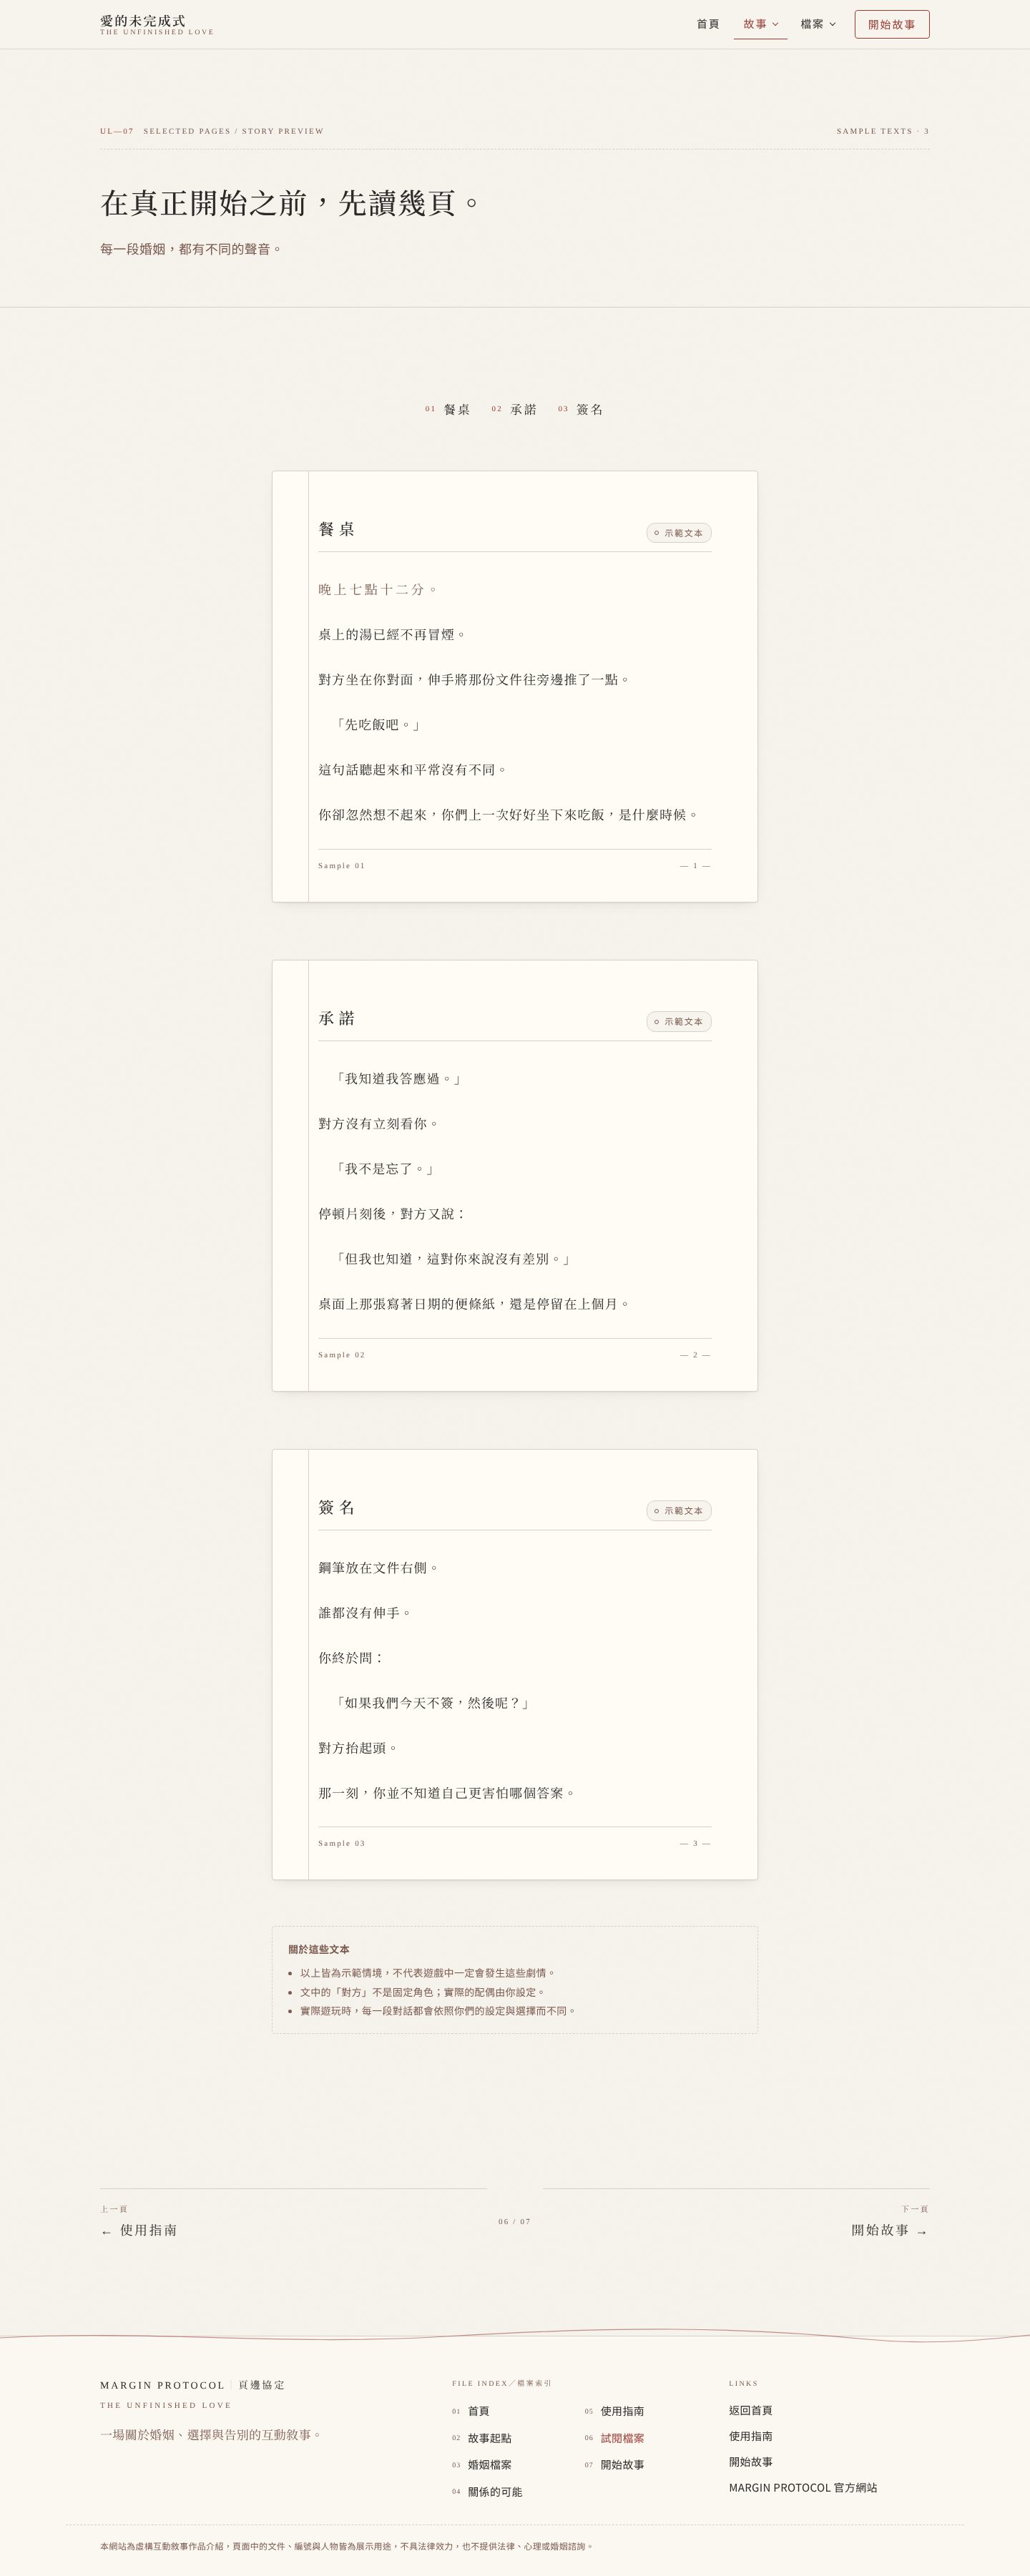 愛的未完成式
THE UNFINISHED LOVE
首頁
故事
檔案
開始故事
UL—07 SELECTED PAGES / STORY PREVIEW
SAMPLE TEXTS · 3
在真正開始之前，先讀幾頁。
每一段婚姻，都有不同的聲音。
01 餐桌 02 承諾 03 簽名
餐桌
示範文本
晚上七點十二分。
桌上的湯已經不再冒煙。
對方坐在你對面，伸手將那份文件往旁邊推了一點。
「先吃飯吧。」
這句話聽起來和平常沒有不同。
你卻忽然想不起來，你們上一次好好坐下來吃飯，是什麼時候。
Sample 01
— 1 —
承諾
示範文本
「我知道我答應過。」
對方沒有立刻看你。
「我不是忘了。」
停頓片刻後，對方又說：
「但我也知道，這對你來說沒有差別。」
桌面上那張寫著日期的便條紙，還是停留在上個月。
Sample 02
— 2 —
簽名
示範文本
鋼筆放在文件右側。
誰都沒有伸手。
你終於問：
「如果我們今天不簽，然後呢？」
對方抬起頭。
那一刻，你並不知道自己更害怕哪個答案。
Sample 03
— 3 —
關於這些文本
• 以上皆為示範情境，不代表遊戲中一定會發生這些劇情。
• 文中的「對方」不是固定角色；實際的配偶由你設定。
• 實際遊玩時，每一段對話都會依照你們的設定與選擇而不同。
上一頁
← 使用指南
06 / 07
下一頁
開始故事 →
MARGIN PROTOCOL 頁邊協定
THE UNFINISHED LOVE
一場關於婚姻、選擇與告別的互動敘事。
FILE INDEX／檔案索引
01 首頁
02 故事起點
03 婚姻檔案
04 關係的可能
05 使用指南
06 試閱檔案
07 開始故事
LINKS
返回首頁
使用指南
開始故事
MARGIN PROTOCOL 官方網站
本網站為虛構互動敘事作品介紹，頁面中的文件、編號與人物皆為展示用途，不具法律效力，也不提供法律、心理或婚姻諮詢。